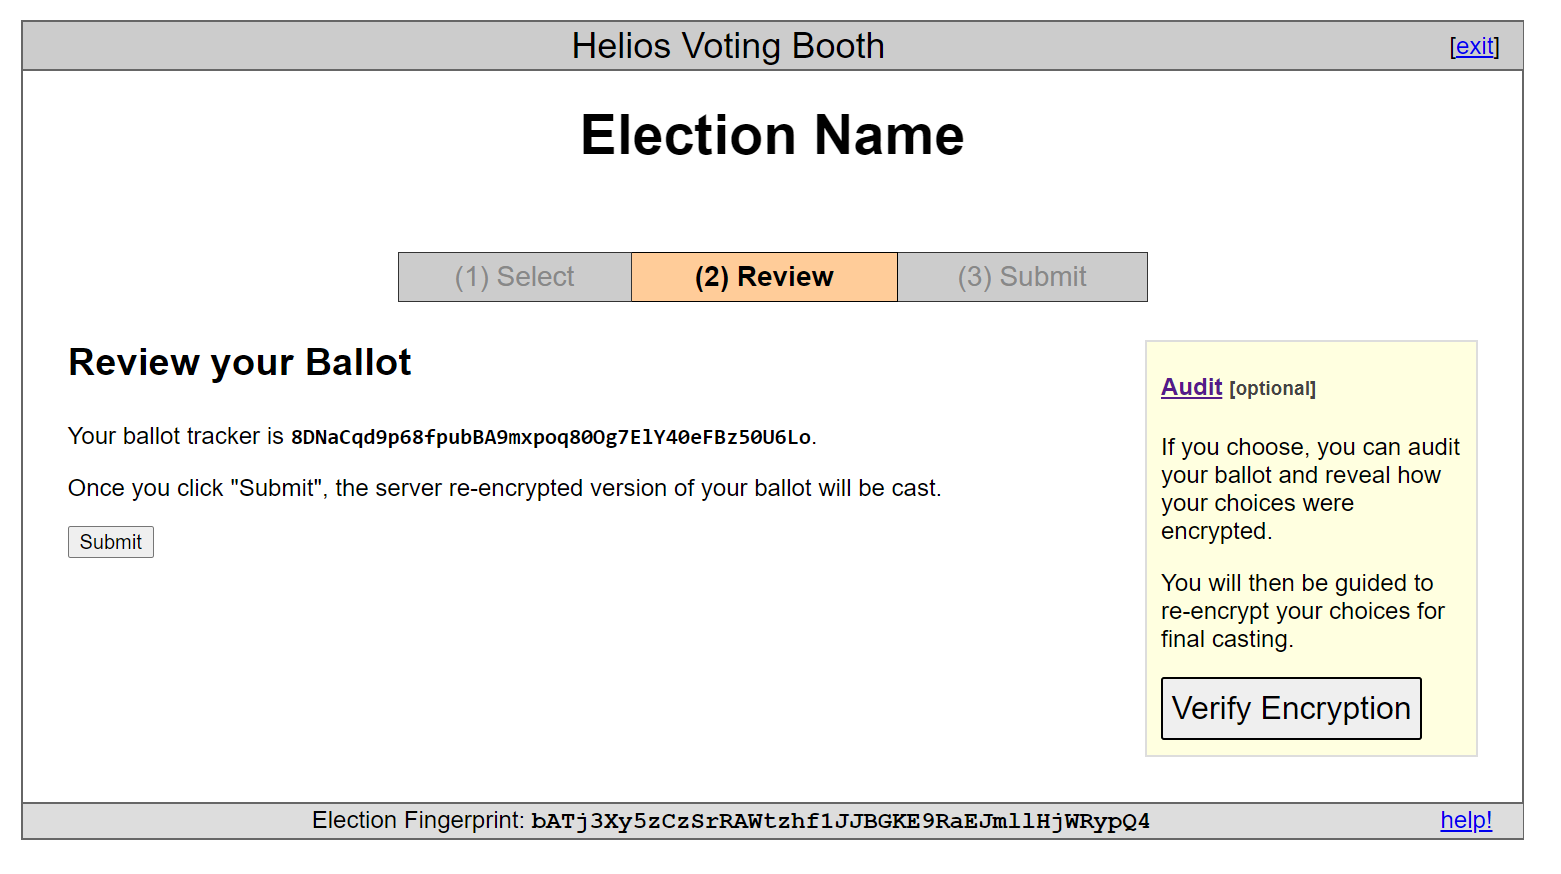 Helios Voting Booth
[exit]
Election Name
(1) Select
(2) Review
(3) Submit
Review your Ballot
Your ballot tracker is 8DNaCqd9p68fpubBA9mxpoq80Og7ElY40eFBz50U6Lo.
Once you click "Submit", the server re-encrypted version of your ballot will be cast.
Submit
Audit [optional]
If you choose, you can audit
your ballot and reveal how
your choices were
encrypted.
You will then be guided to
re-encrypt your choices for
final casting.
Verify Encryption
Election Fingerprint: bATj3Xy5zCzSrRAWtzhf1JJBGKE9RaEJmllHjWRypQ4
help!